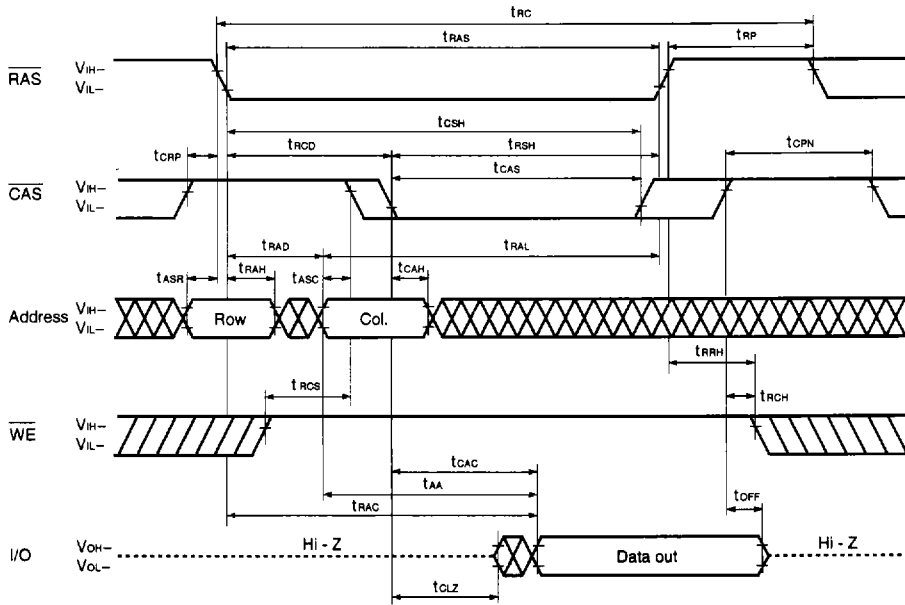 tRC
tRAS
tRP
RAS
VIH–
VIL–
tCSH
tCRP
tRCD
tRSH
tCPN
tCAS
CAS
VIH–
VIL–
tRAD
tRAL
tASR
tRAH
tASC
tCAH
Address
VIH–
VIL–
Row
Col.
tRRH
tRCS
tRCH
WE
VIH–
VIL–
tCAC
tAA
tOFF
tRAC
I/O
VOH–
VOL–
Hi - Z
Data out
Hi - Z
tCLZ